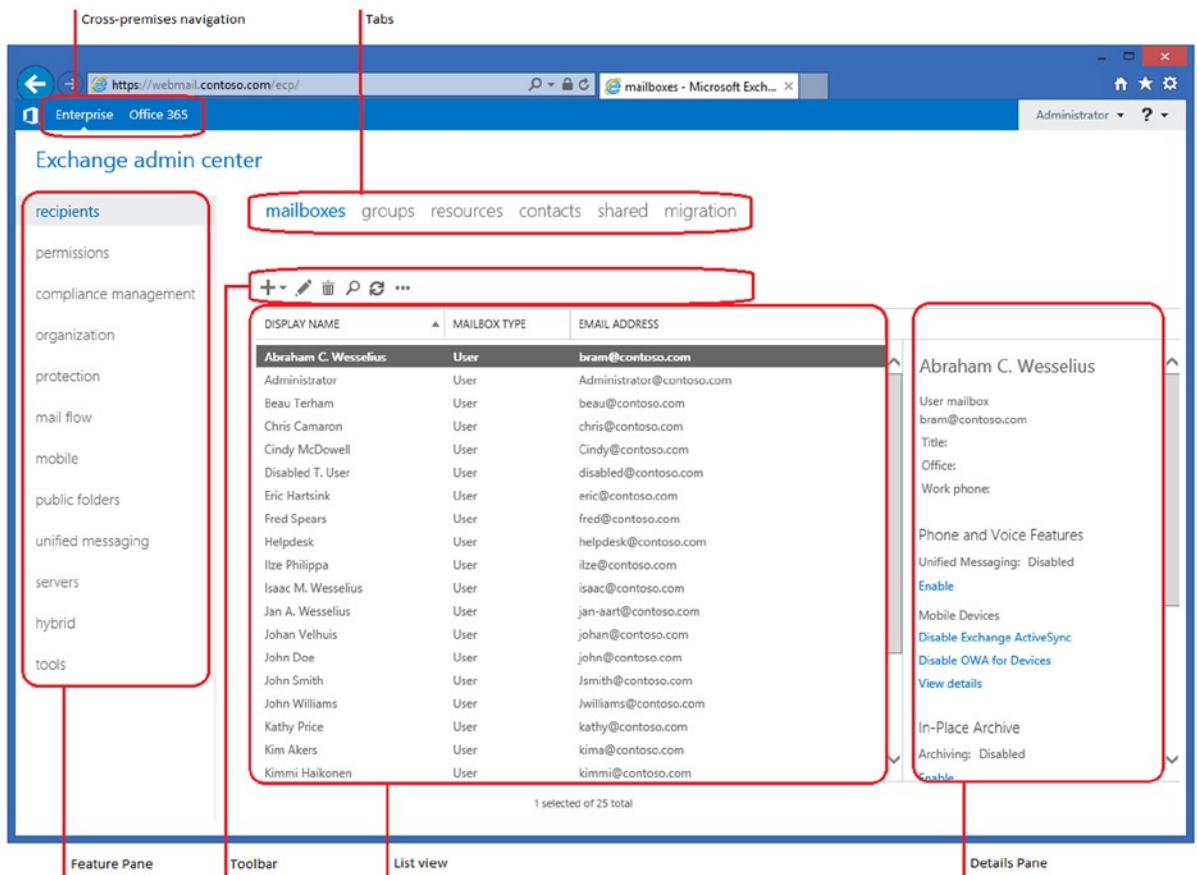 Cross-premises navigation
Tabs
https://webmail.contoso.com/ecp/
mailboxes - Microsoft Exch...
Enterprise Office 365
Administrator ?
Exchange admin center
recipients
permissions
compliance management
organization
protection
mail flow
mobile
public folders
unified messaging
servers
hybrid
tools
mailboxes groups resources contacts shared migration
DISPLAY NAME MAILBOX TYPE EMAIL ADDRESS
Abraham C. Wesselius User bram@contoso.com
Administrator User Administrator@contoso.com
Beau Terham User beau@contoso.com
Chris Camaron User chris@contoso.com
Cindy McDowell User Cindy@contoso.com
Disabled T. User User disabled@contoso.com
Eric Hartsink User eric@contoso.com
Fred Spears User fred@contoso.com
Helpdesk User helpdesk@contoso.com
Ilze Philippa User ilze@contoso.com
Isaac M. Wesselius User isaac@contoso.com
Jan A. Wesselius User jan-aart@contoso.com
Johan Velhuis User johan@contoso.com
John Doe User john@contoso.com
John Smith User Jsmith@contoso.com
John Williams User Jwilliams@contoso.com
Kathy Price User kathy@contoso.com
Kim Akers User kima@contoso.com
Kimmi Haikonen User kimmi@contoso.com
1 selected of 25 total
Abraham C. Wesselius
User mailbox
bram@contoso.com
Title:
Office:
Work phone:
Phone and Voice Features
Unified Messaging: Disabled
Enable
Mobile Devices
Disable Exchange ActiveSync
Disable OWA for Devices
View details
In-Place Archive
Archiving: Disabled
Enable
Feature Pane
Toolbar
List view
Details Pane